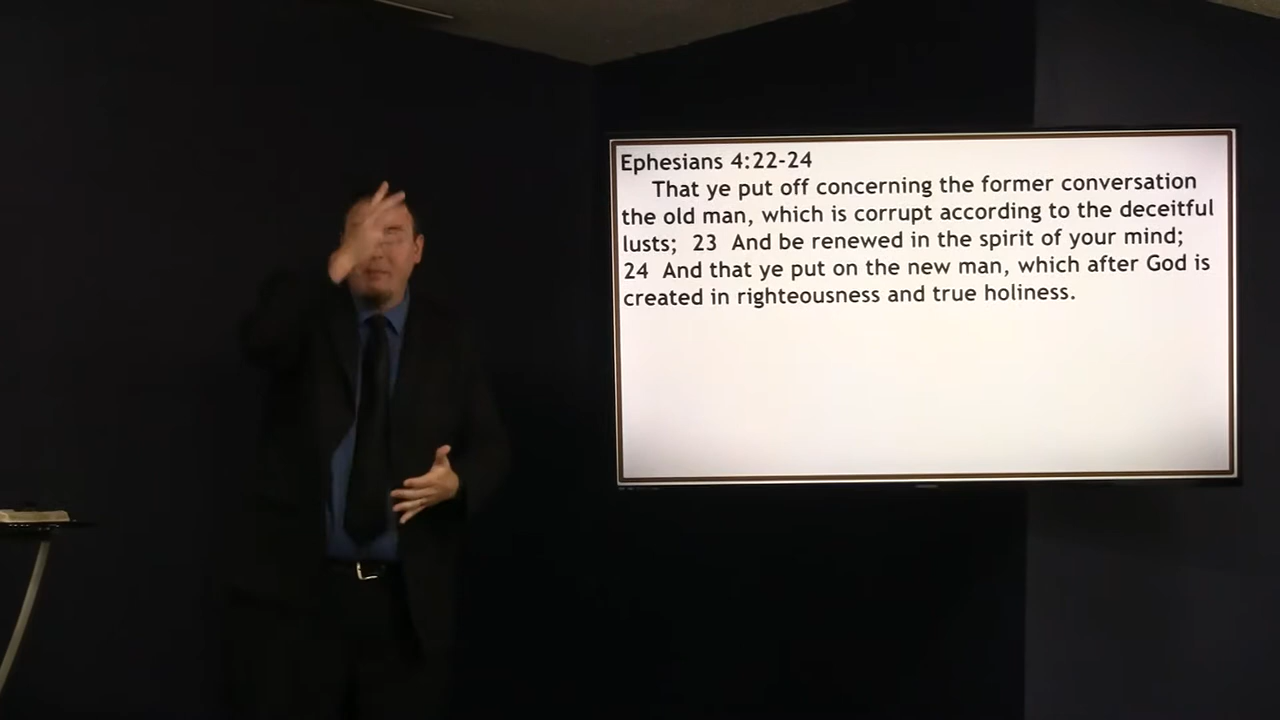 Ephesians 4:22-24
That ye put off concerning the former conversation
the old man, which is corrupt according to the deceitful
lusts; 23 And be renewed in the spirit of your mind;
24 And that ye put on the new man, which after God is
created in righteousness and true holiness.